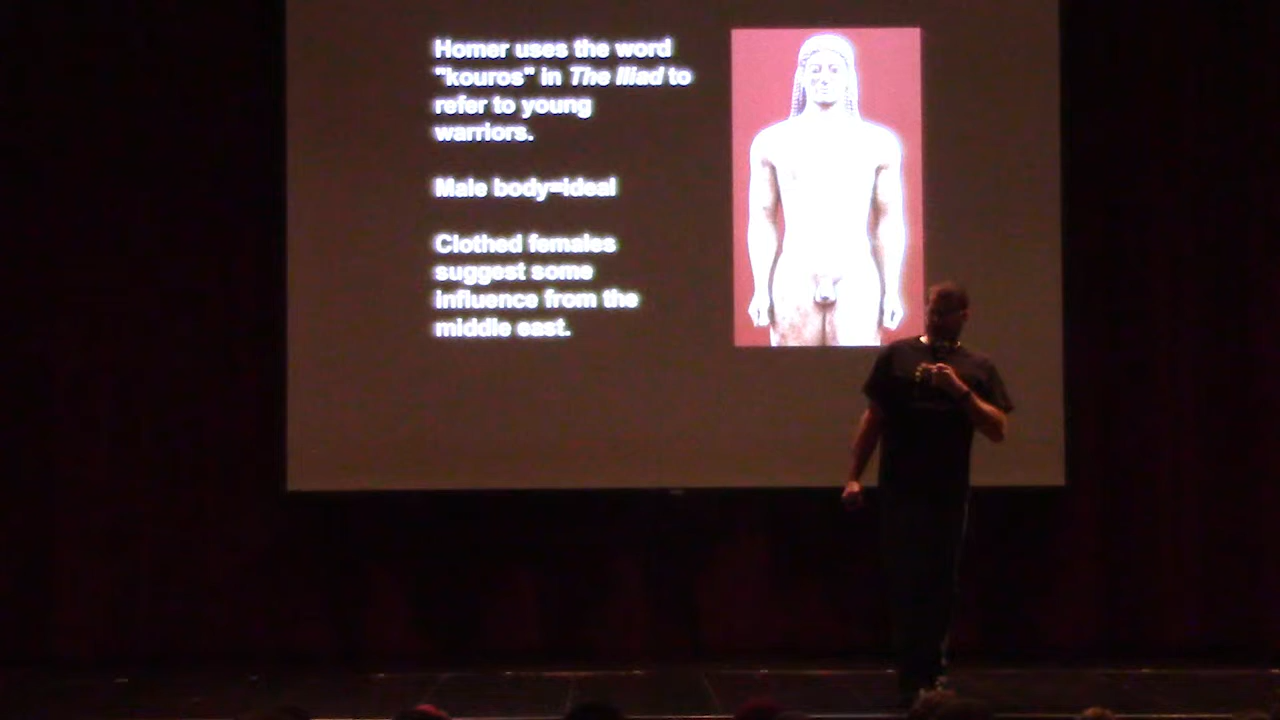 Homer uses the word
"kouros" in The Iliad to
refer to young
warriors.
Male body=ideal
Clothed females
suggest some
influence from the
middle east.